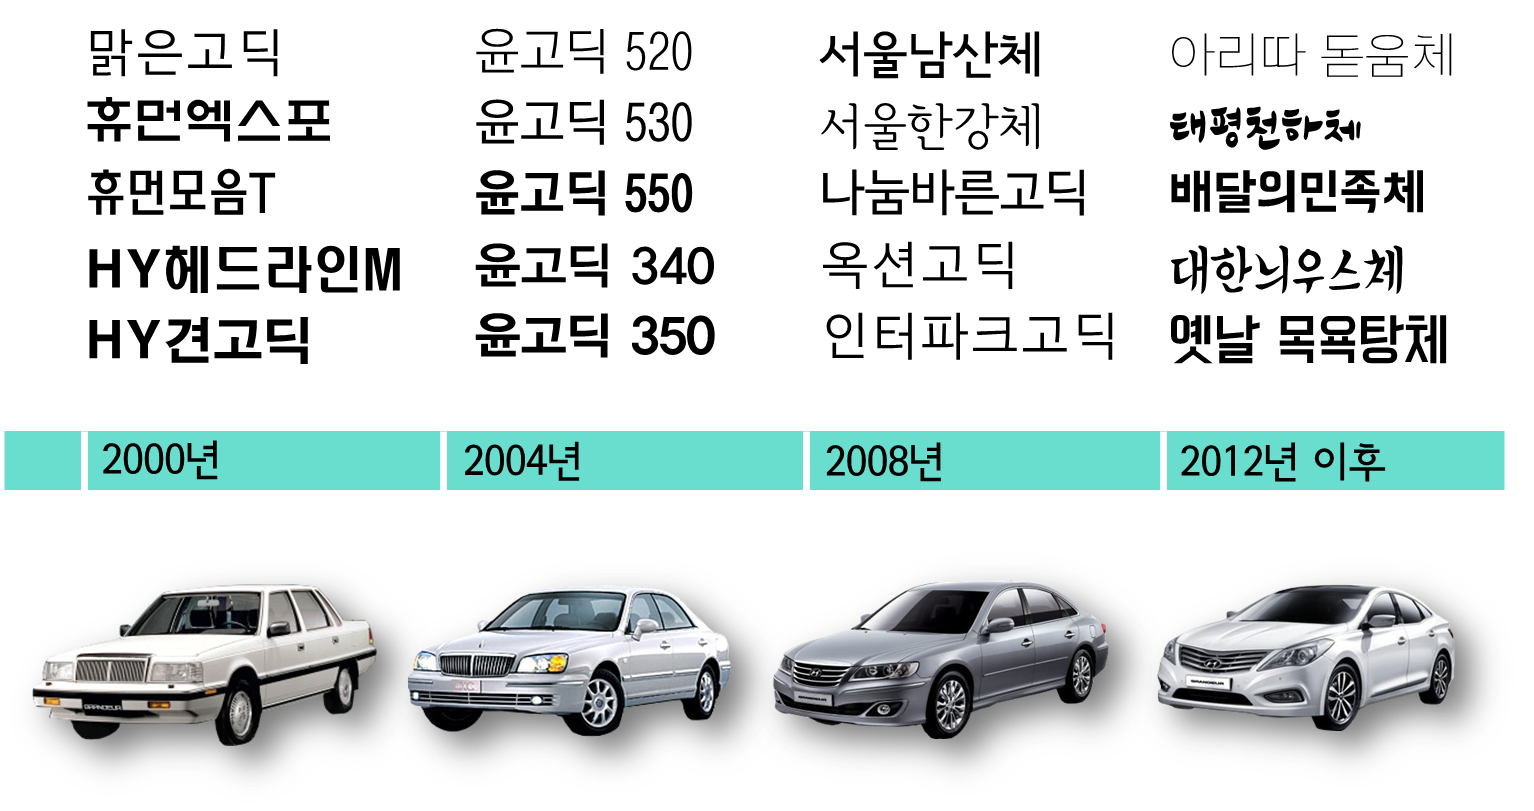 맑은고딕
휴먼엑스포
휴먼모음T
HY헤드라인M
HY견고딕
윤고딕 520
윤고딕 530
윤고딕 550
윤고딕 340
윤고딕 350
서울남산체
서울한강체
나눔바른고딕
옥션고딕
인터파크고딕
아리따 돋움체
태평천하체
배달의민족체
대한늬우스체
옛날 목욕탕체
2000년
2004년
2008년
2012년 이후
GRANDEUR
GRANDEUR
GRANDEUR